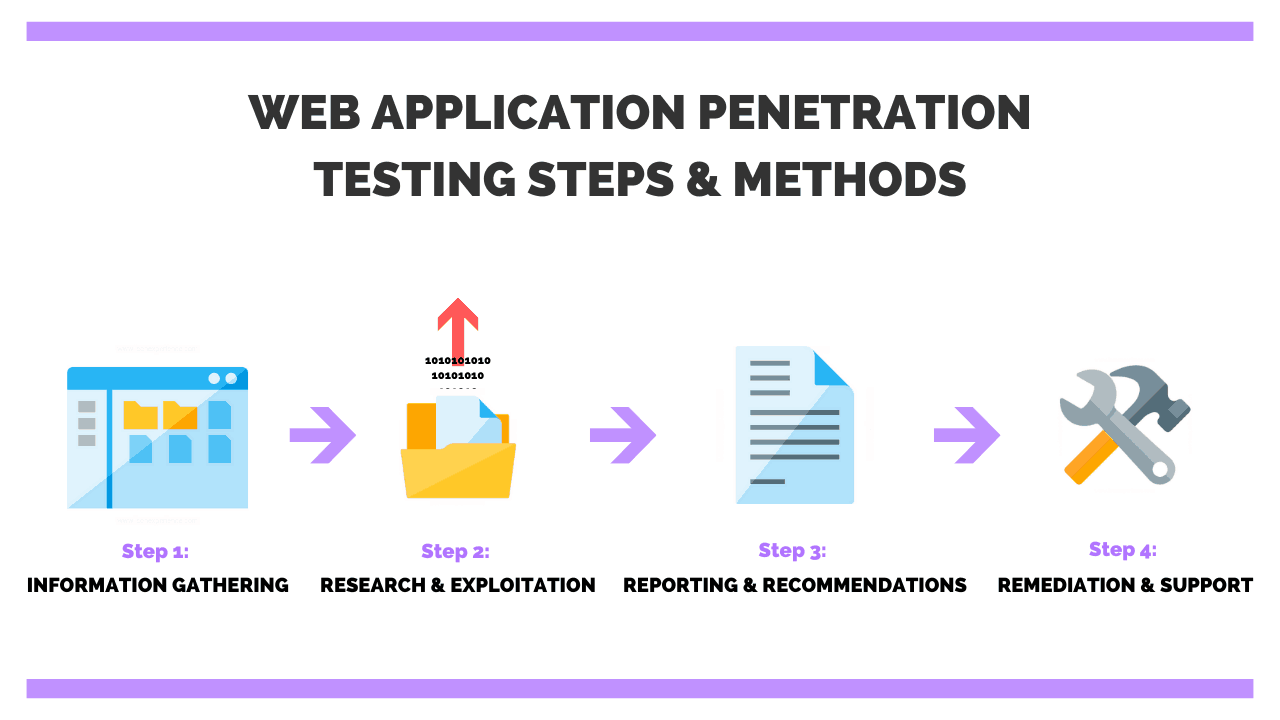 WEB APPLICATION PENETRATION
TESTING STEPS & METHODS
1010101010
10101010
Step 1:
INFORMATION GATHERING
Step 2:
RESEARCH & EXPLOITATION
Step 3:
REPORTING & RECOMMENDATIONS
Step 4:
REMEDIATION & SUPPORT